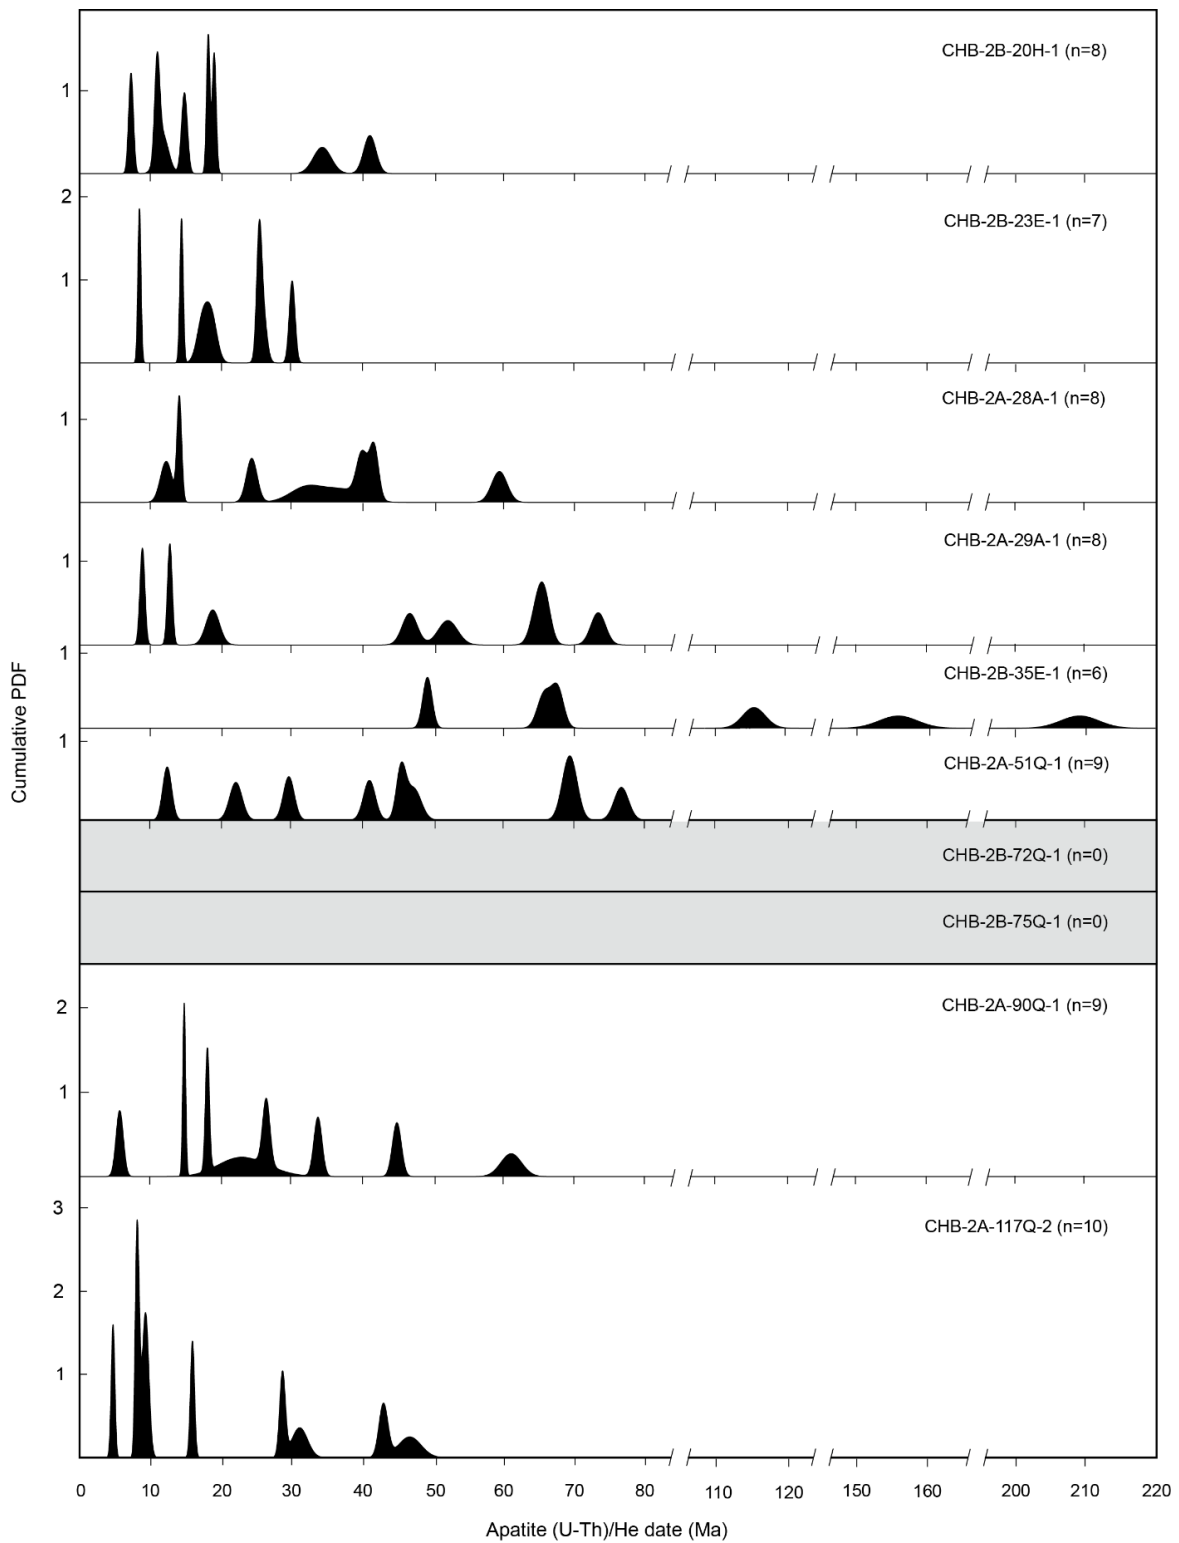 CHB-2B-20H-1 (n=8)
1
2
CHB-2B-23E-1 (n=7)
1
CHB-2A-28A-1 (n=8)
1
CHB-2A-29A-1 (n=8)
1
1
CHB-2B-35E-1 (n=6)
1
CHB-2A-51Q-1 (n=9)
Cumulative PDF
CHB-2B-72Q-1 (n=0)
CHB-2B-75Q-1 (n=0)
2
CHB-2A-90Q-1 (n=9)
1
3
CHB-2A-117Q-2 (n=10)
2
1
0 10 20 30 40 50 60 70 80 110 120 150 160 200 210 220
Apatite (U-Th)/He date (Ma)